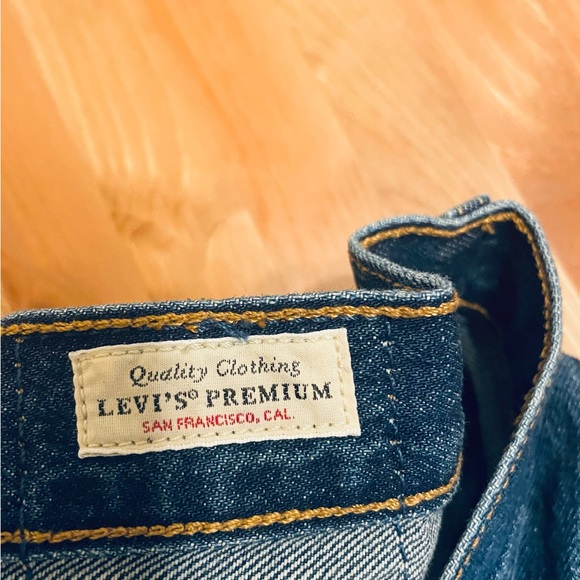 Quality Clothing
LEVI'S® PREMIUM
SAN FRANCISCO, CAL.